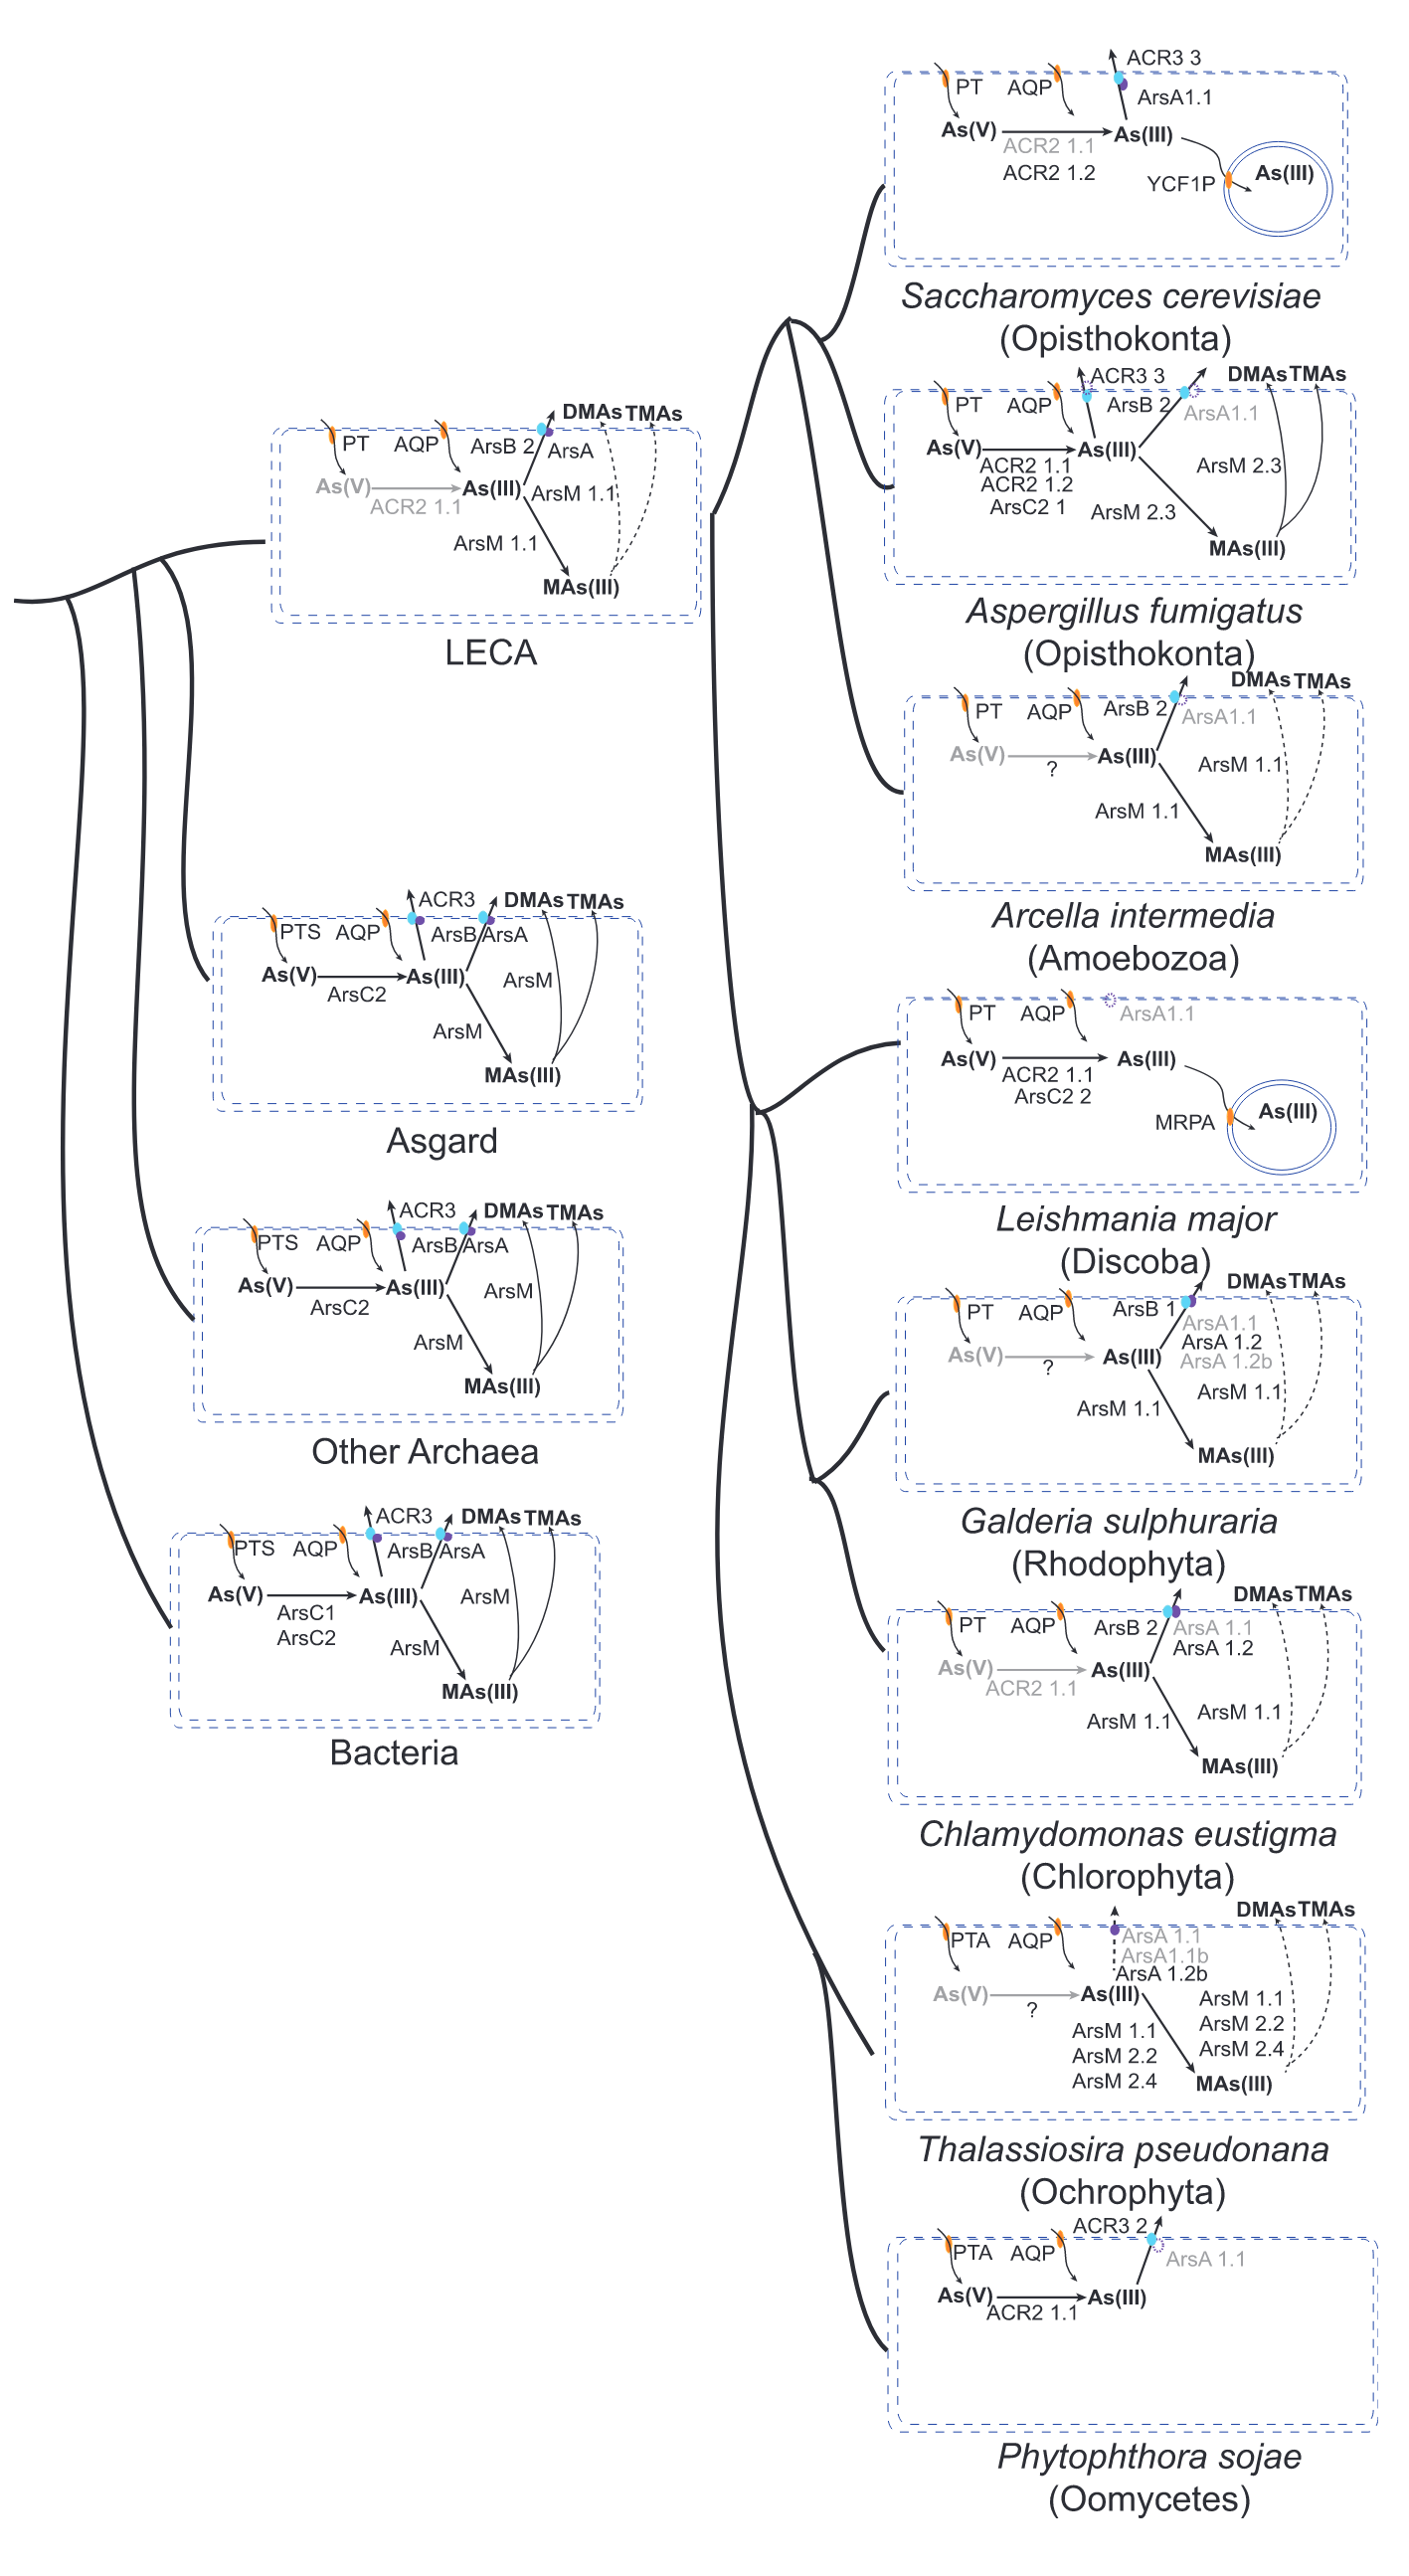 ACR3 3
PT
AQP
ArsA1.1
As(V)
As(III)
ACR2 1.1
ACR2 1.2
YCF1P
As(III)
Saccharomyces cerevisiae
(Opisthokonta)
ACR3 3
DMAs TMAs
PT
AQP
ArsB 2
ArsA1.1
As(V)
As(III)
ACR2 1.1
ACR2 1.2
ArsC2 1
ArsM 2.3
ArsM 2.3
MAs(III)
Aspergillus fumigatus
(Opisthokonta)
DMAs TMAs
PT
AQP
ArsB 2
ArsA1.1
As(V)
As(III)
?
ArsM 1.1
ArsM 1.1
MAs(III)
Arcella intermedia
(Amoebozoa)
PT
AQP
ArsA1.1
As(V)
As(III)
ACR2 1.1
ArsC2 2
MRPA
As(III)
Leishmania major
(Discoba)
DMAs TMAs
PT
AQP
ArsB 1
ArsA1.1
ArsA 1.2
ArsA 1.2b
As(V)
As(III)
?
ArsM 1.1
ArsM 1.1
MAs(III)
Galderia sulphuraria
(Rhodophyta)
DMAs TMAs
PT
AQP
ArsB 2
ArsA 1.1
ArsA 1.2
As(V)
As(III)
ACR2 1.1
ArsM 1.1
ArsM 1.1
MAs(III)
Chlamydomonas eustigma
(Chlorophyta)
DMAs TMAs
PTA
AQP
ArsA 1.1
ArsA1.1b
ArsA 1.2b
As(V)
As(III)
?
ArsM 1.1
ArsM 2.2
ArsM 2.4
ArsM 1.1
ArsM 2.2
ArsM 2.4
MAs(III)
Thalassiosira pseudonana
(Ochrophyta)
ACR3 2
PTA
AQP
ArsA 1.1
As(V)
As(III)
ACR2 1.1
Phytophthora sojae
(Oomycetes)
DMAs TMAs
PT
AQP
ArsB 2
ArsA
As(V)
As(III)
ACR2 1.1
ArsM 1.1
ArsM 1.1
MAs(III)
LECA
ACR3
DMAs TMAs
PTS
AQP
ArsB
ArsA
As(V)
As(III)
ArsC2
ArsM
ArsM
MAs(III)
Asgard
ACR3
DMAs TMAs
PTS
AQP
ArsB
ArsA
As(V)
As(III)
ArsC2
ArsM
ArsM
MAs(III)
Other Archaea
ACR3
DMAs TMAs
PTS
AQP
ArsB
ArsA
As(V)
As(III)
ArsC1
ArsC2
ArsM
ArsM
MAs(III)
Bacteria